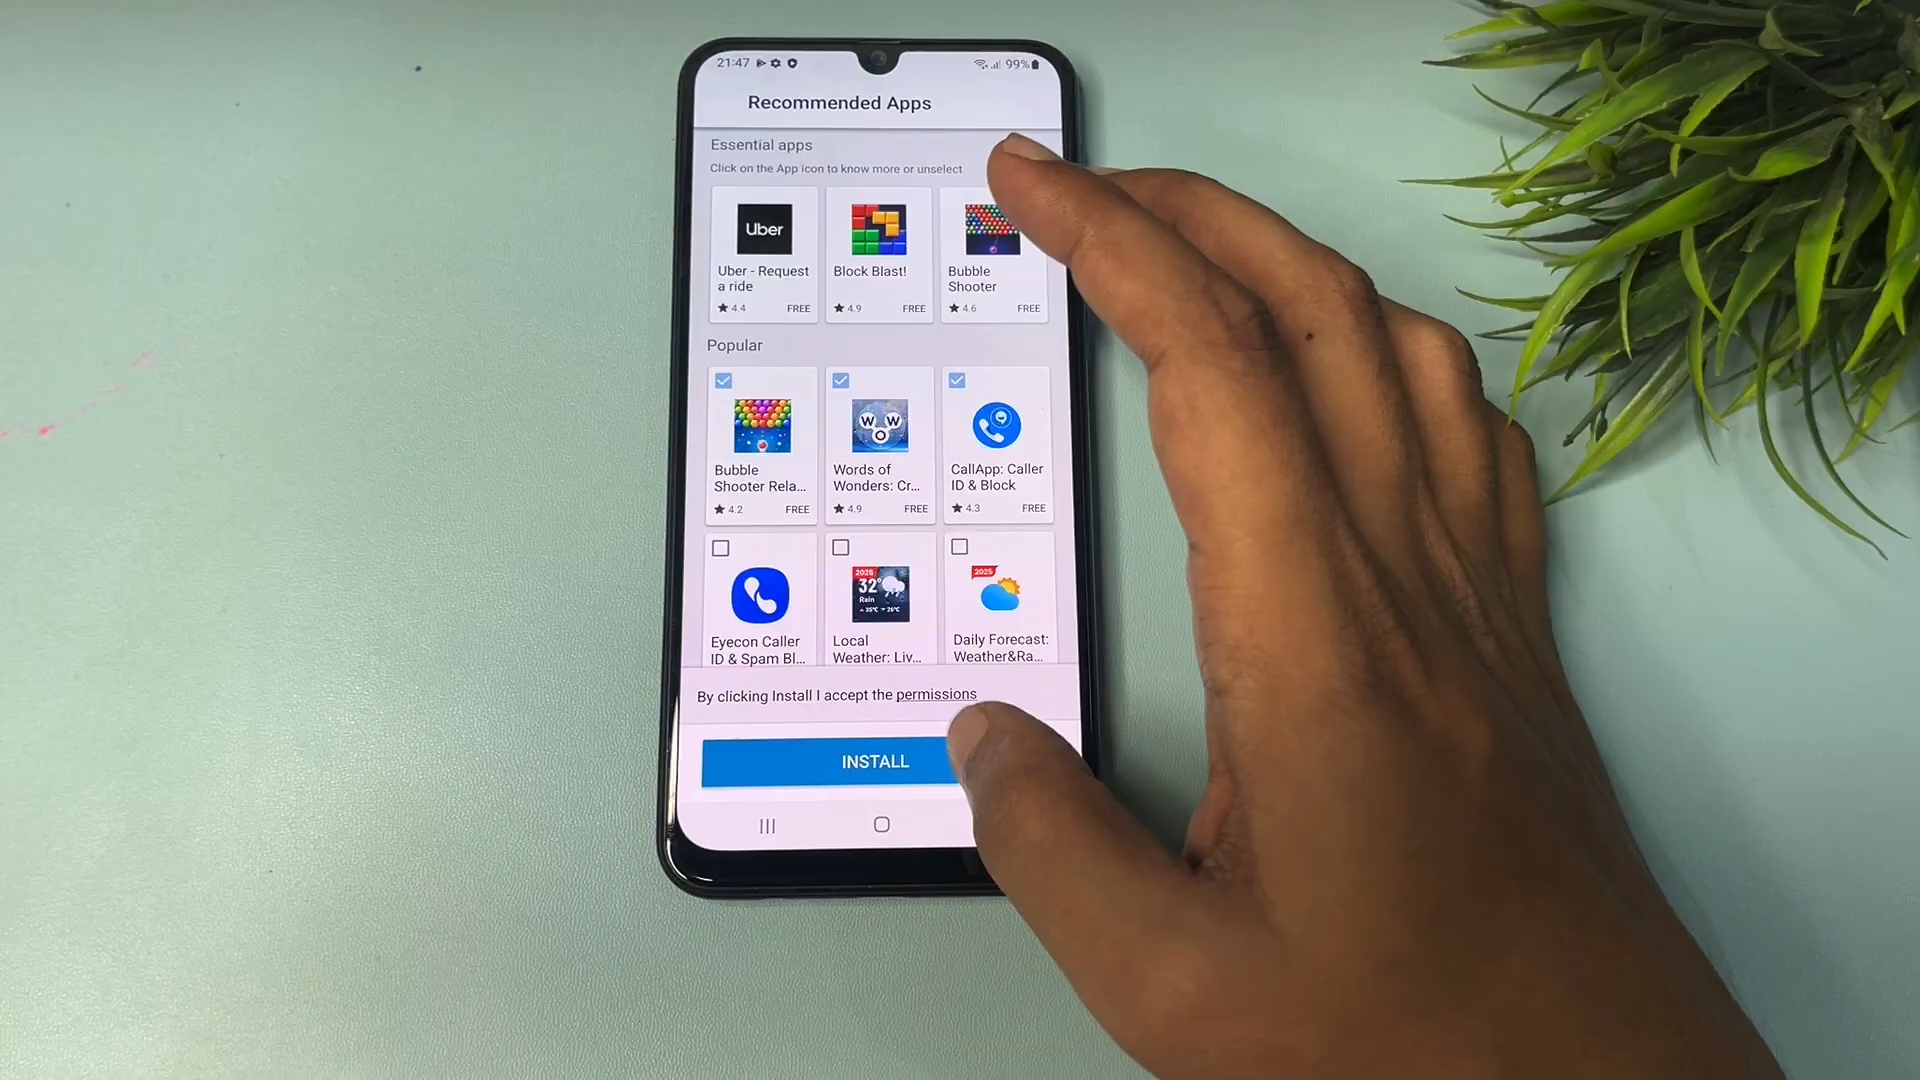 21:47
99%
Recommended Apps
Essential apps
Click on the App icon to know more or unselect
Uber
Uber - Request
a ride
4.4 FREE
Block Blast!
4.9 FREE
Bubble
Shooter
4.6 FREE
Popular
Bubble
Shooter Rela...
4.2 FREE
W W O
Words of
Wonders: Cr...
4.9 FREE
CallApp: Caller
ID & Block
4.3 FREE
Eyecon Caller
ID & Spam Bl...
2025
32°
Rain
35°C 26°C
Local
Weather: Liv...
2025
Daily Forecast:
Weather&Ra...
By clicking Install I accept the permissions
INSTALL